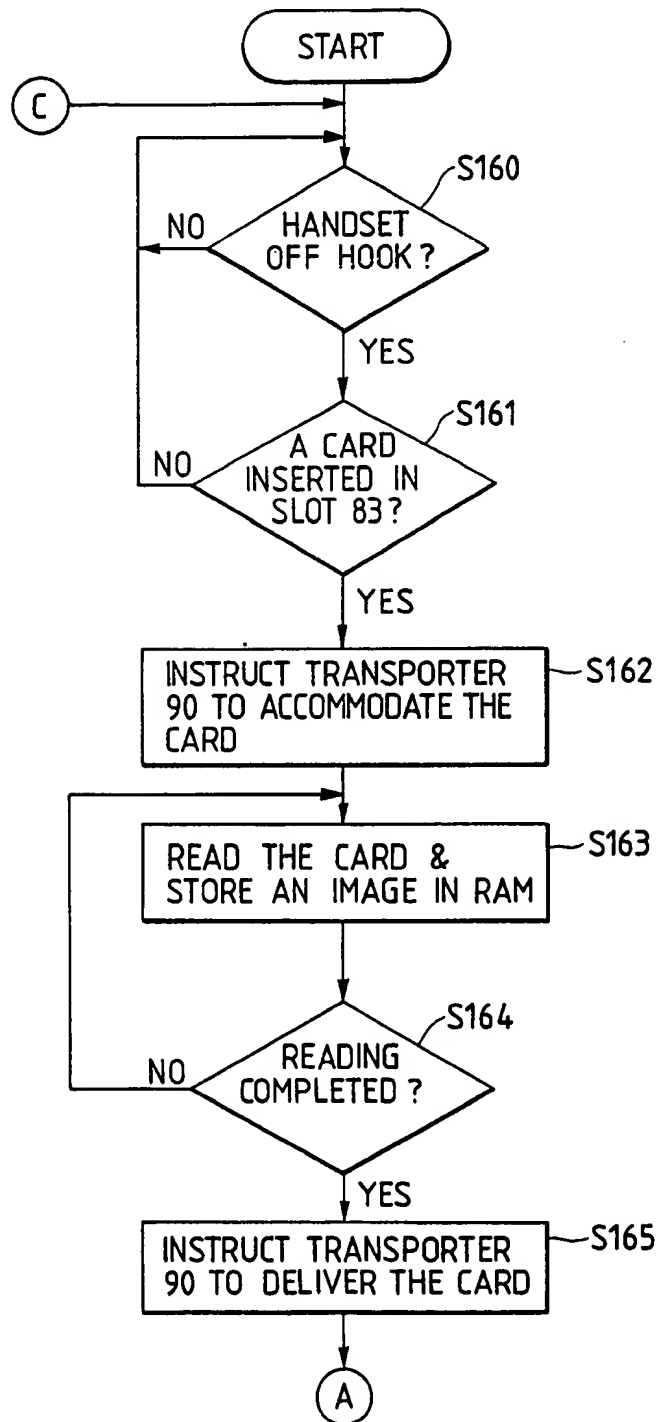 START
C
S160
HANDSET
OFF HOOK ?
NO
YES
S161
A CARD
INSERTED IN
SLOT 83 ?
NO
YES
INSTRUCT TRANSPORTER
90 TO ACCOMMODATE THE
CARD
S162
READ THE CARD &
STORE AN IMAGE IN RAM
S163
S164
READING
COMPLETED ?
NO
YES
INSTRUCT TRANSPORTER
90 TO DELIVER THE CARD
S165
A